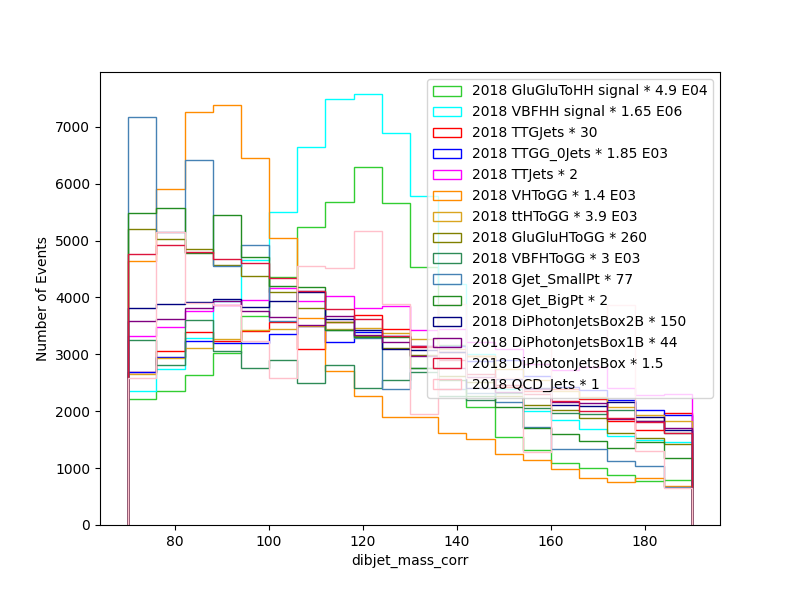 2018 GluGluToHH signal * 4.9 E04
2018 VBFHH signal * 1.65 E06
2018 TTGJets * 30
2018 TTGG_0Jets * 1.85 E03
2018 TTJets * 2
2018 VHToGG * 1.4 E03
2018 ttHToGG * 3.9 E03
2018 GluGluHToGG * 260
2018 VBFHToGG * 3 E03
2018 GJet_SmallPt * 77
2018 GJet_BigPt * 2
2018 DiPhotonJetsBox2B * 150
2018 DiPhotonJetsBox1B * 44
2018 DiPhotonJetsBox * 1.5
2018 QCD_Jets * 1
Number of Events
7000
6000
5000
4000
3000
2000
1000
0
80 100 120 140 160 180
dibjet_mass_corr